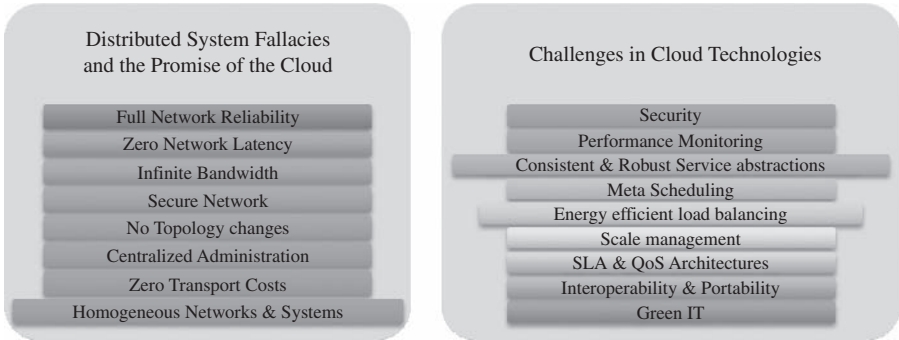 Distributed System Fallacies
and the Promise of the Cloud
Full Network Reliability
Zero Network Latency
Infinite Bandwidth
Secure Network
No Topology changes
Centralized Administration
Zero Transport Costs
Homogeneous Networks & Systems
Challenges in Cloud Technologies
Security
Performance Monitoring
Consistent & Robust Service abstractions
Meta Scheduling
Energy efficient load balancing
Scale management
SLA & QoS Architectures
Interoperability & Portability
Green IT